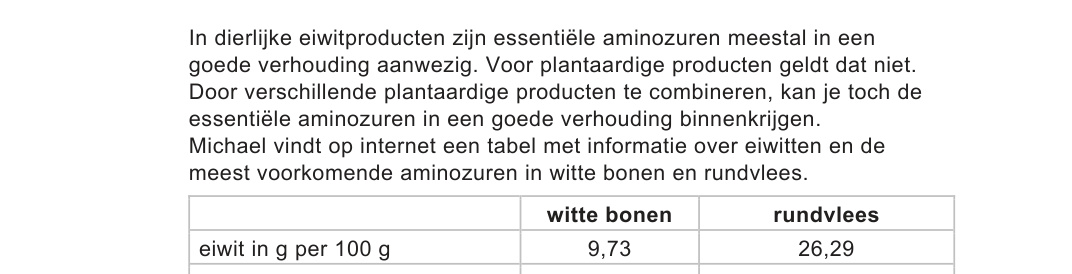 In dierlijke eiwitproducten zijn essentiële aminozuren meestal in een
goede verhouding aanwezig. Voor plantaardige producten geldt dat niet.
Door verschillende plantaardige producten te combineren, kan je toch de
essentiële aminozuren in een goede verhouding binnenkrijgen.
Michael vindt op internet een tabel met informatie over eiwitten en de
meest voorkomende aminozuren in witte bonen en rundvlees.
witte bonen rundvlees
eiwit in g per 100 g 9,73 26,29